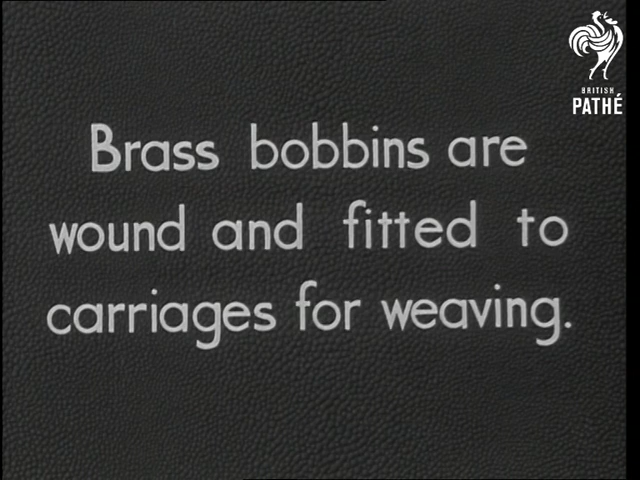 BRITISH
PATHÉ
Brass bobbins are
wound and fitted to
carriages for weaving.